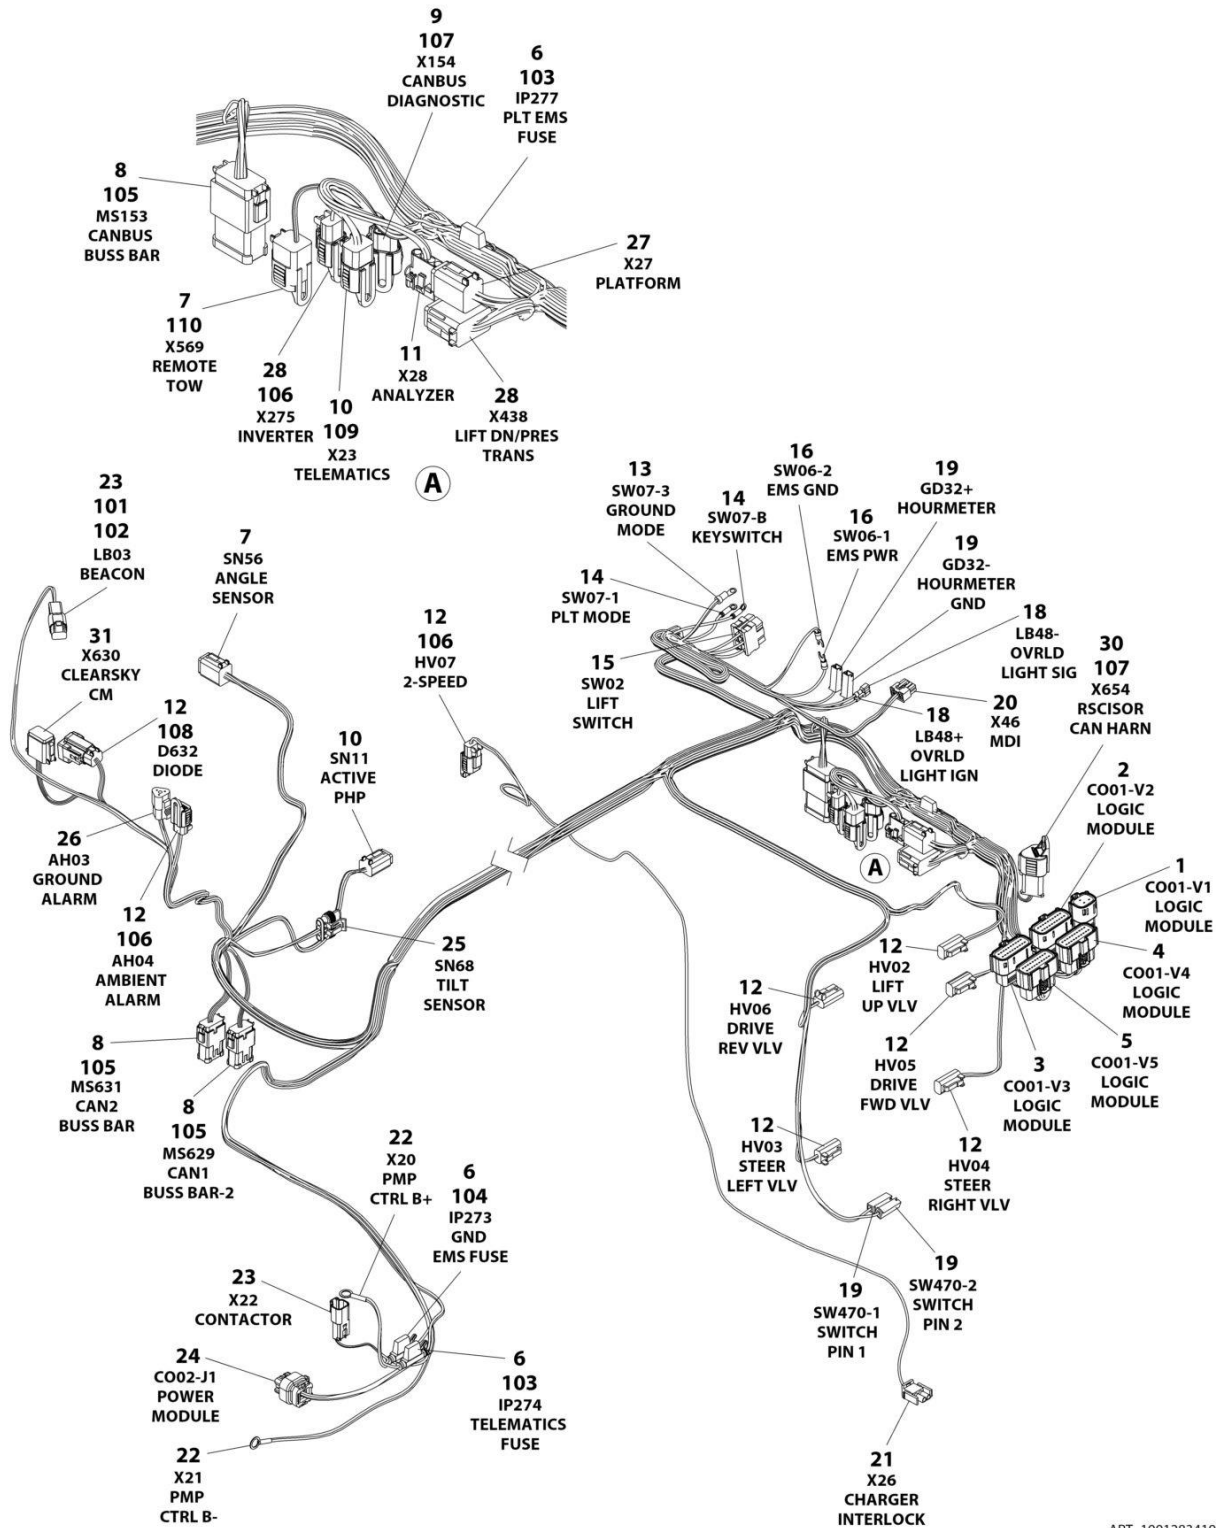 9
107
X154
CANBUS
DIAGNOSTIC
6
103
IP277
PLT EMS
FUSE
8
105
MS153
CANBUS
BUSS BAR
27
X27
PLATFORM
7
110
X569
REMOTE
TOW
28
106
X275
INVERTER
10
109
X23
TELEMATICS
11
X28
ANALYZER
28
X438
LIFT DN/PRES
TRANS
A
23
101
102
LB03
BEACON
7
SN56
ANGLE
SENSOR
31
X630
CLEARSKY
CM
12
108
D632
DIODE
12
106
HV07
2-SPEED
10
SN11
ACTIVE
PHP
13
SW07-3
GROUND
MODE
14
SW07-B
KEYSWITCH
16
SW06-2
EMS GND
16
SW06-1
EMS PWR
19
GD32+
HOURMETER
19
GD32-
HOURMETER
GND
14
SW07-1
PLT MODE
15
SW02
LIFT
SWITCH
18
LB48-
OVRLD
LIGHT SIG
18
LB48+
OVRLD
LIGHT IGN
20
X46
MDI
30
107
X654
RSCISOR
CAN HARN
2
CO01-V2
LOGIC
MODULE
1
CO01-V1
LOGIC
MODULE
A
26
AH03
GROUND
ALARM
12
106
AH04
AMBIENT
ALARM
25
SN68
TILT
SENSOR
12
HV02
LIFT
UP VLV
4
CO01-V4
LOGIC
MODULE
12
HV06
DRIVE
REV VLV
12
HV05
DRIVE
FWD VLV
3
CO01-V3
LOGIC
MODULE
5
CO01-V5
LOGIC
MODULE
8
105
MS631
CAN2
BUSS BAR
8
105
MS629
CAN1
BUSS BAR-2
12
HV03
STEER
LEFT VLV
12
HV04
STEER
RIGHT VLV
22
X20
PMP
CTRL B+
6
104
IP273
GND
EMS FUSE
23
X22
CONTACTOR
19
SW470-1
SWITCH
PIN 1
19
SW470-2
SWITCH
PIN 2
24
CO02-J1
POWER
MODULE
6
103
IP274
TELEMATICS
FUSE
22
X21
PMP
CTRL B-
21
X26
CHARGER
INTERLOCK